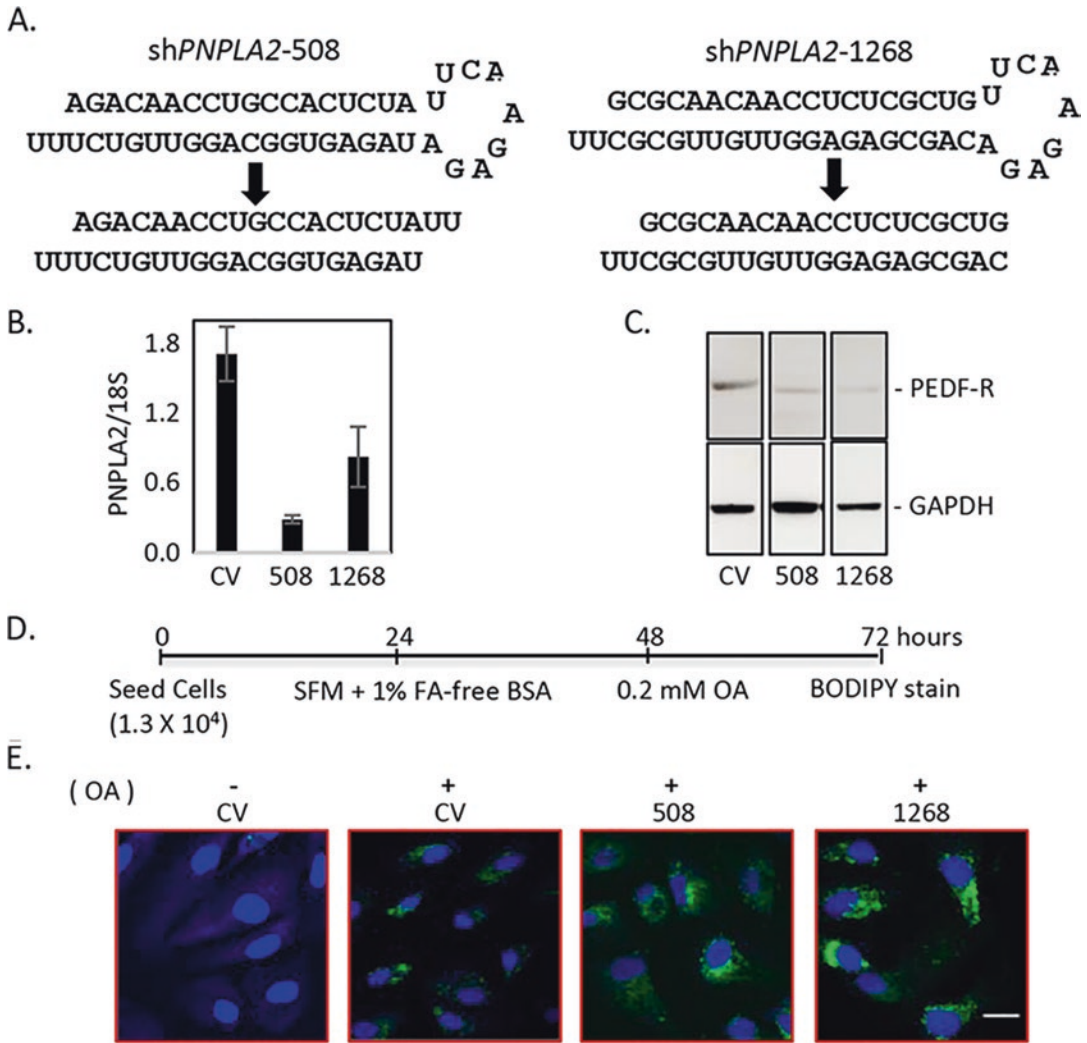 A.
shPNPLA2-508
UCA
AGACAACCUGCCACUCUA U
A
UUUCUGUUGGACGGUGAGAU A
G
GA
AGACAACCUGCCACUCUAUU
UUUCUGUUGGACGGUGAGAU
shPNPLA2-1268
UCA
GCGCAACAACCUCUCGCUG U
A
UUCGCGUUGUUGGAGAGCGAC A
G
GA
GCGCAACAACCUCUCGCUG
UUCGCGUUGUUGGAGAGCGAC
B.
PNPLA2/18S
1.8
1.2
0.6
0.0
CV 508 1268
C.
- PEDF-R
- GAPDH
CV 508 1268
D.
0 24 48 72 hours
Seed Cells SFM + 1% FA-free BSA 0.2 mM OA BODIPY stain
(1.3 X 10⁴)
E.
( OA ) - + + +
CV CV 508 1268